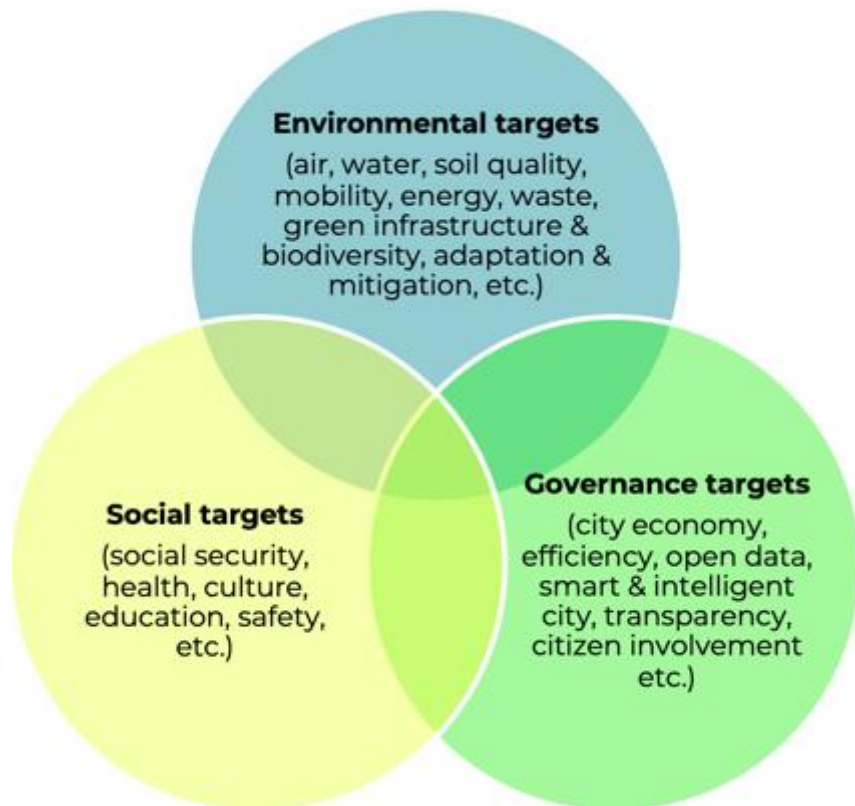 Environmental targets
(air, water, soil quality,
mobility, energy, waste,
green infrastructure &
biodiversity, adaptation &
mitigation, etc.)
Social targets
(social security,
health, culture,
education, safety,
etc.)
Governance targets
(city economy,
efficiency, open data,
smart & intelligent
city, transparency,
citizen involvement
etc.)